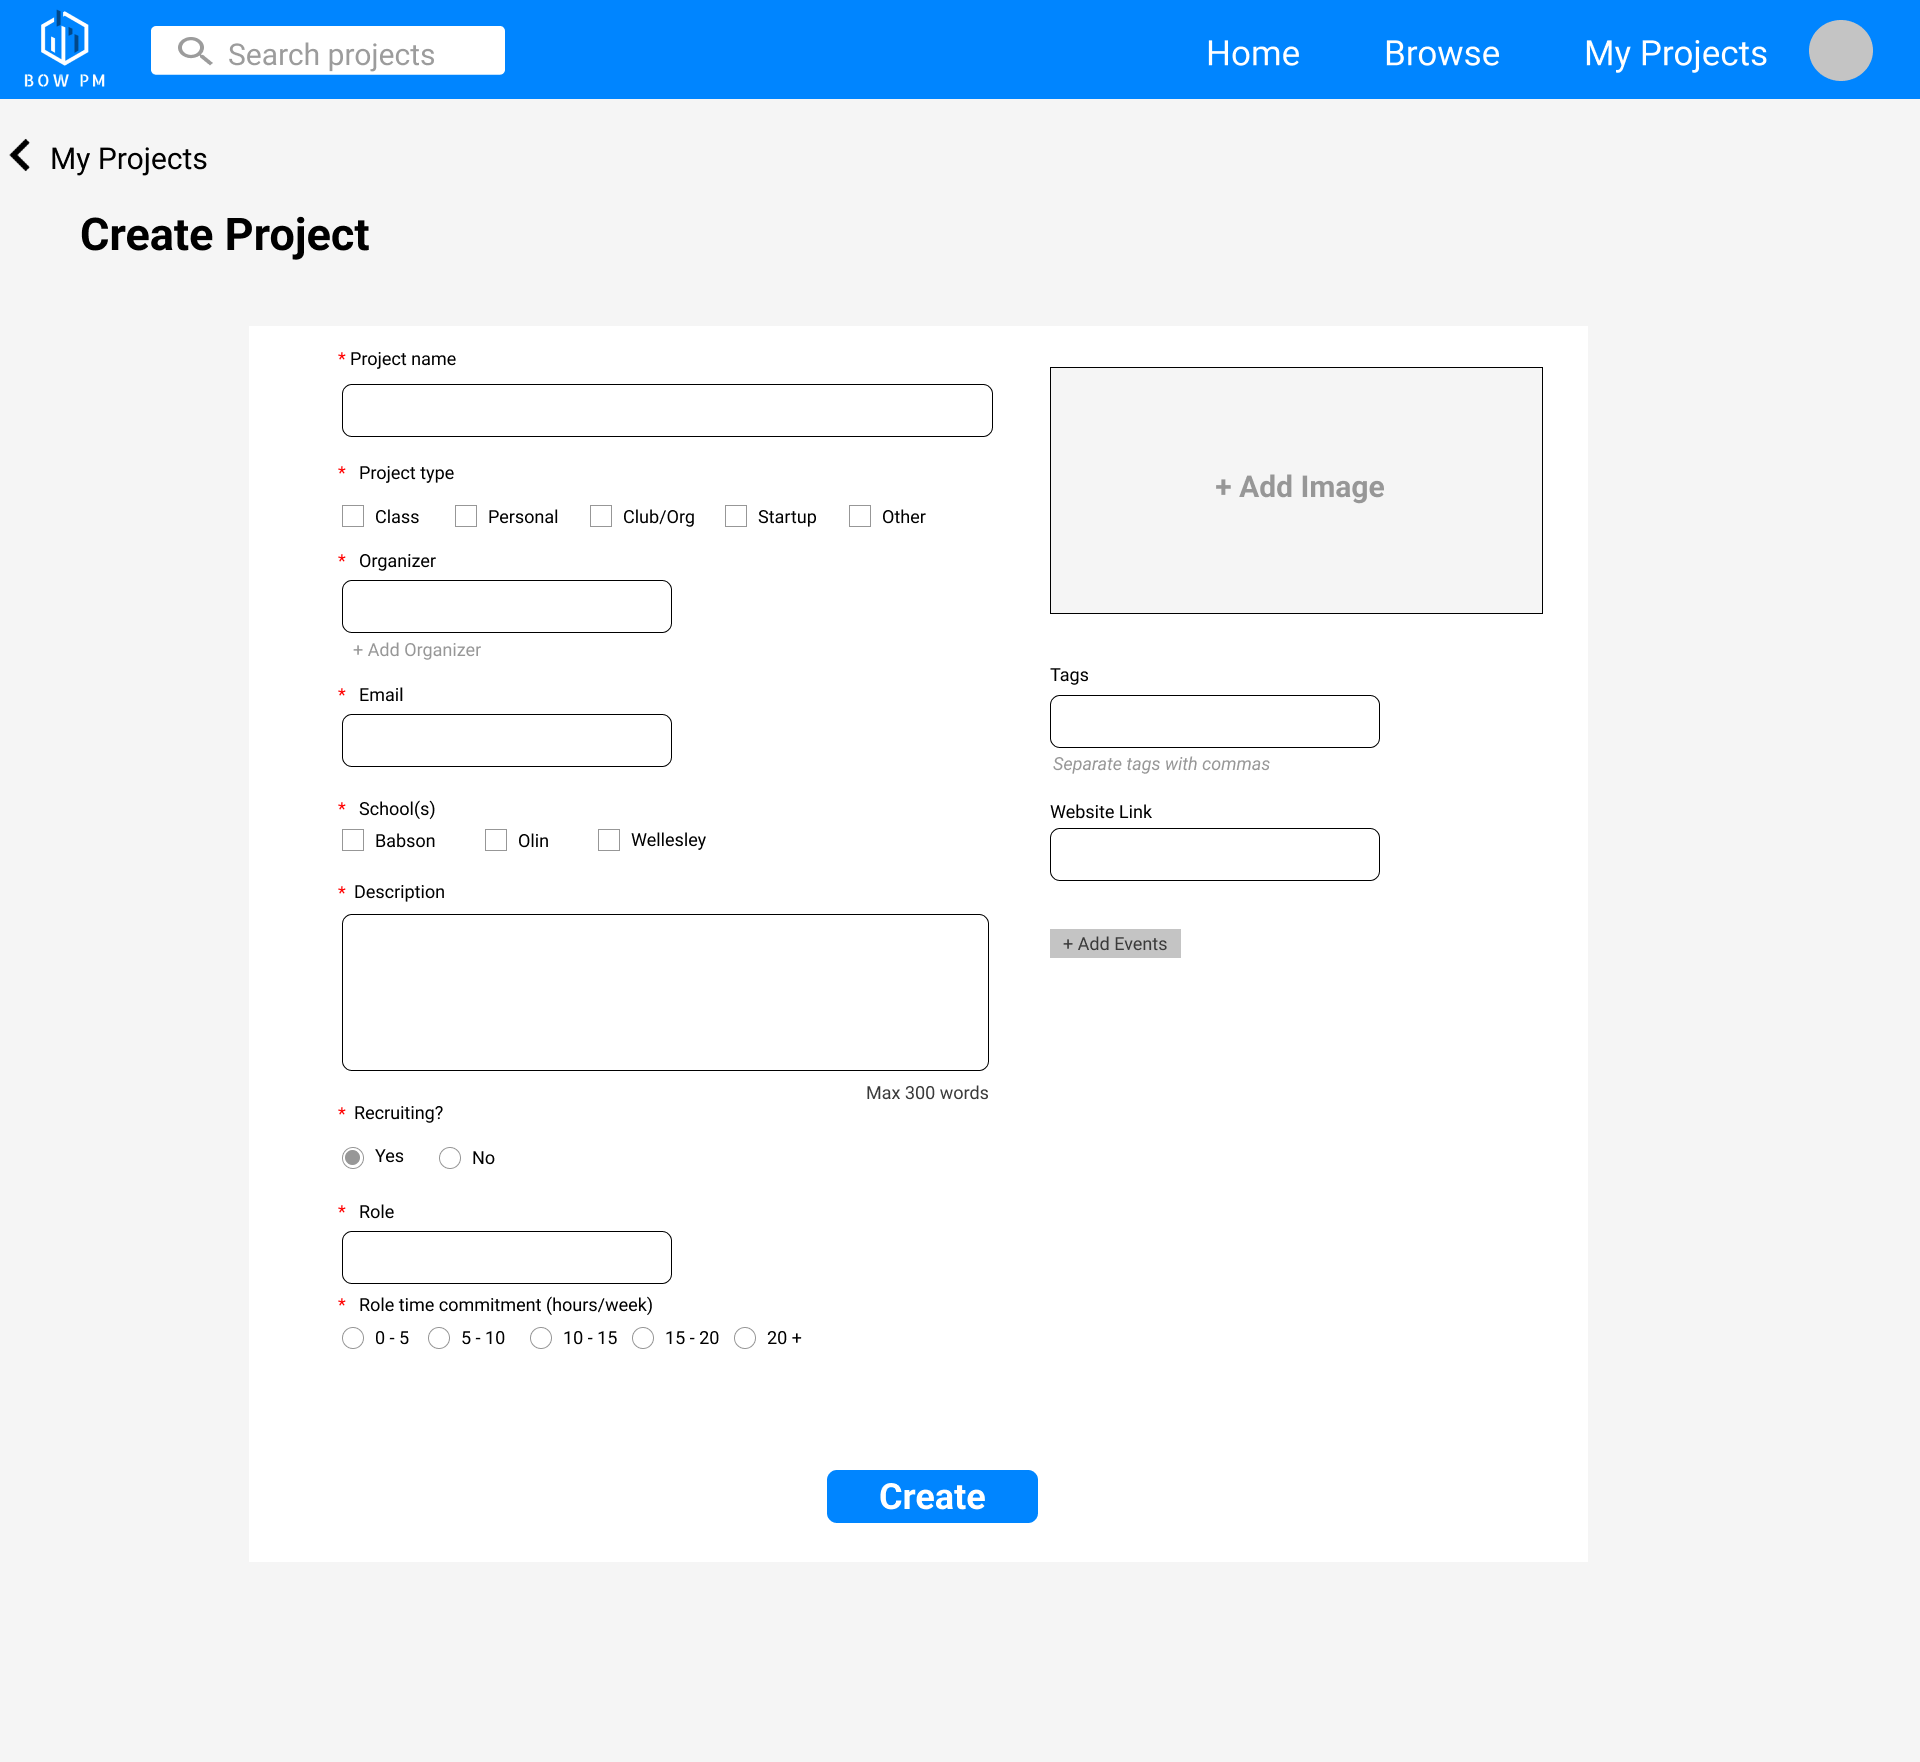 BOW PM
Search projects
Home
Browse
My Projects
My Projects
Create Project
* Project name
* Project type
Class
Personal
Club/Org
Startup
Other
* Organizer
+ Add Organizer
* Email
* School(s)
Babson
Olin
Wellesley
* Description
Max 300 words
* Recruiting?
Yes
No
* Role
* Role time commitment (hours/week)
0 - 5
5 - 10
10 - 15
15 - 20
20 +
+ Add Image
Tags
Separate tags with commas
Website Link
+ Add Events
Create